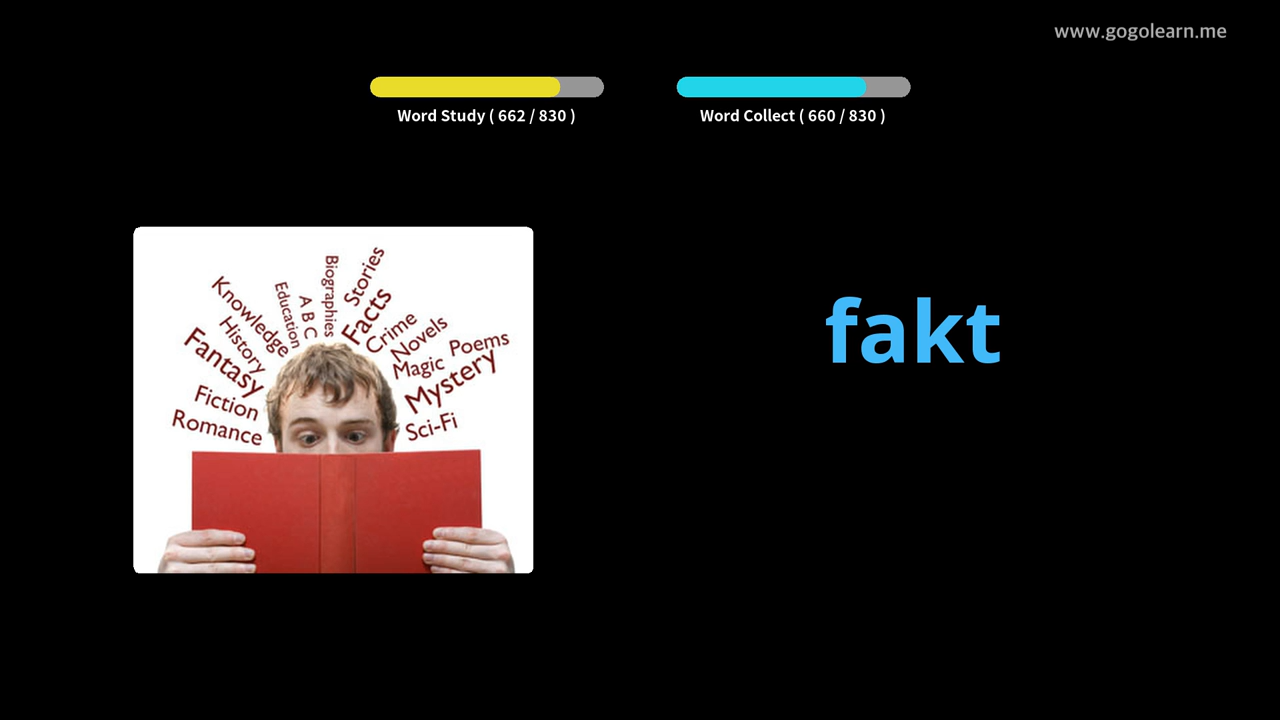 www.gogolearn.me
Word Study ( 662 / 830 )
Word Collect ( 660 / 830 )
Biographies
Stories
Knowledge
Education
A B C
Facts
History
Crime
Novels
Fantasy
Magic
Poems
Mystery
Fiction
Romance
Sci-Fi
fakt